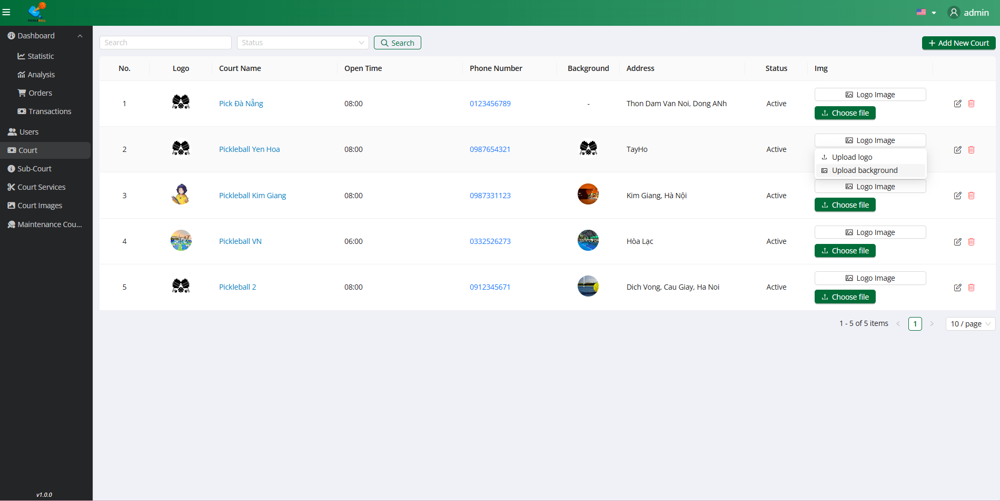 PICKLEBALL
admin
Dashboard
Statistic
Analysis
Orders
Transactions
Users
Court
Sub-Court
Court Services
Court Images
Maintenance Cou...
v1.0.0
Search Status Search Add New Court
No. Logo Court Name Open Time Phone Number Background Address Status Img
1 Pick Đà Nẵng 08:00 0123456789 - Thon Dam Van Noi, Dong ANh Active
Logo Image
Choose file
2 Pickleball Yen Hoa 08:00 0987654321 TayHo Active
Logo Image
Upload logo
Upload background
3 Pickleball Kim Giang 08:00 0987331123 Kim Giang, Hà Nội Active
Logo Image
Choose file
4 Pickleball VN 06:00 0332526273 Hòa Lạc Active
Logo Image
Choose file
5 Pickleball 2 08:00 0912345671 Dich Vong, Cau Giay, Ha Noi Active
Logo Image
Choose file
1 - 5 of 5 items 1 10 / page